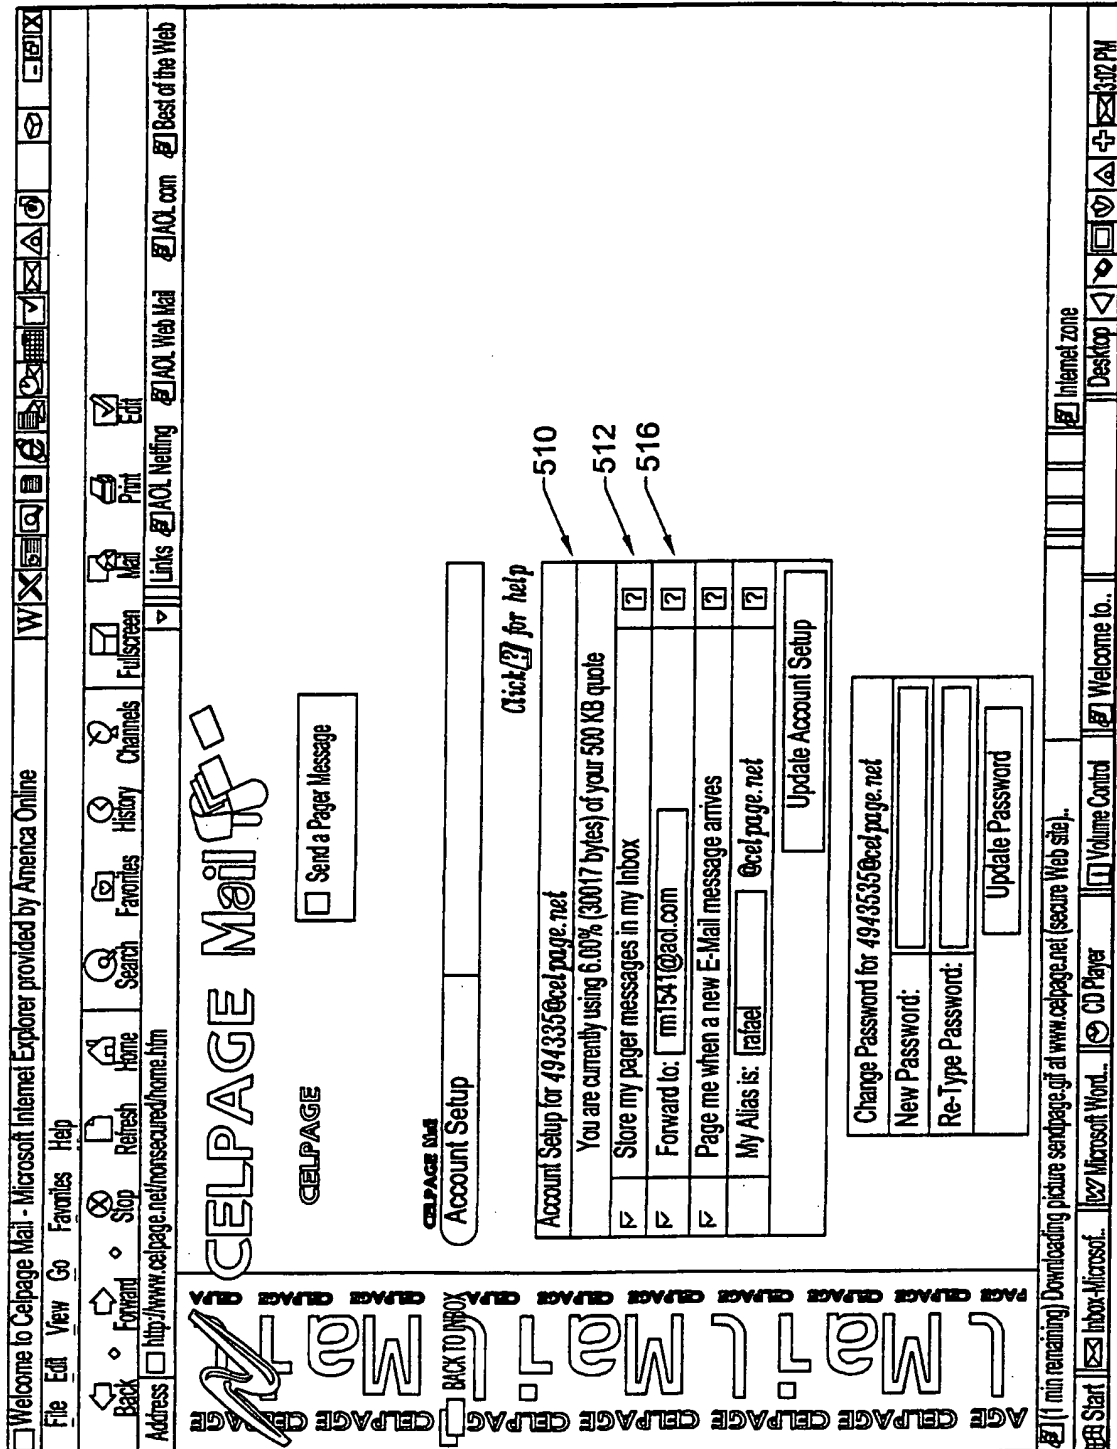 Welcome to Celpage Mail - Microsoft Internet Explorer provided by America Online
W
File Edit View Go Favorites Help
Back Forward Stop Refresh Home Search Favorites History Channels Fullscreen Mail Print Edit
Address http://www.celpage.net/nonsecured/home.htm Links AOL Netfing AOL Web Mail AOL.com Best of the Web
CELPAGE Mail
CELPAGE
Send a Pager Message
CELPAGE Mail
Account Setup
BACK TO INBOX
Click [?] for help
Account Setup for 494335@celpage.net
510
You are currently using 6.00% (30017 bytes) of your 500 KB quote
Store my pager messages in my Inbox ?
512
Forward to: m1541@aol.com ?
516
Page me when a new E-Mail message arrives ?
My Alias is: rafael @celpage.net ?
Update Account Setup
Change Password for 4943535@celpage.net
New Password:
Re-Type Password:
Update Password
(1 min remaining) Downloading picture sendpage.gif at www.celpage.net (secure Web site)..
Internet zone
Start Inbox-Microsof.. Microsoft Word... CD Player Volume Control Welcome to.. Desktop 3:02 PM